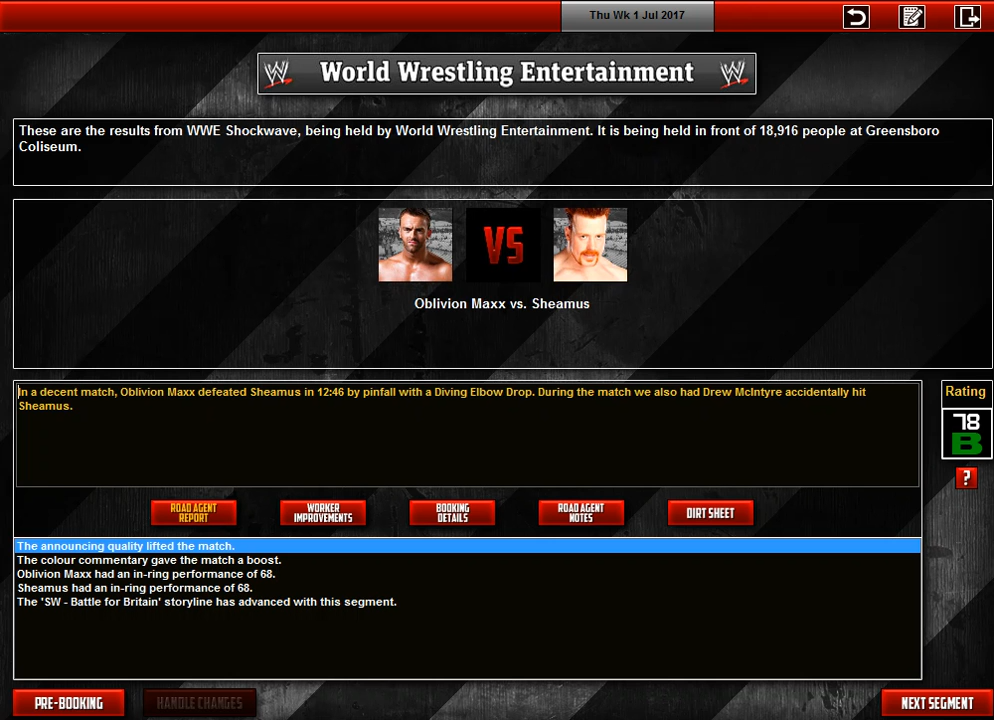 Thu Wk 1 Jul 2017
World Wrestling Entertainment
These are the results from WWE Shockwave, being held by World Wrestling Entertainment. It is being held in front of 18,916 people at Greensboro
Coliseum.
VS
Oblivion Maxx vs. Sheamus
In a decent match, Oblivion Maxx defeated Sheamus in 12:46 by pinfall with a Diving Elbow Drop. During the match we also had Drew McIntyre accidentally hit
Sheamus.
Rating
78
B
?
ROAD AGENT
REPORT
WORKER
IMPROVEMENTS
BOOKING
DETAILS
ROAD AGENT
NOTES
DIRT SHEET
The announcing quality lifted the match.
The colour commentary gave the match a boost.
Oblivion Maxx had an in-ring performance of 68.
Sheamus had an in-ring performance of 68.
The 'SW - Battle for Britain' storyline has advanced with this segment.
PRE-BOOKING
HANDLE CHANGES
NEXT SEGMENT